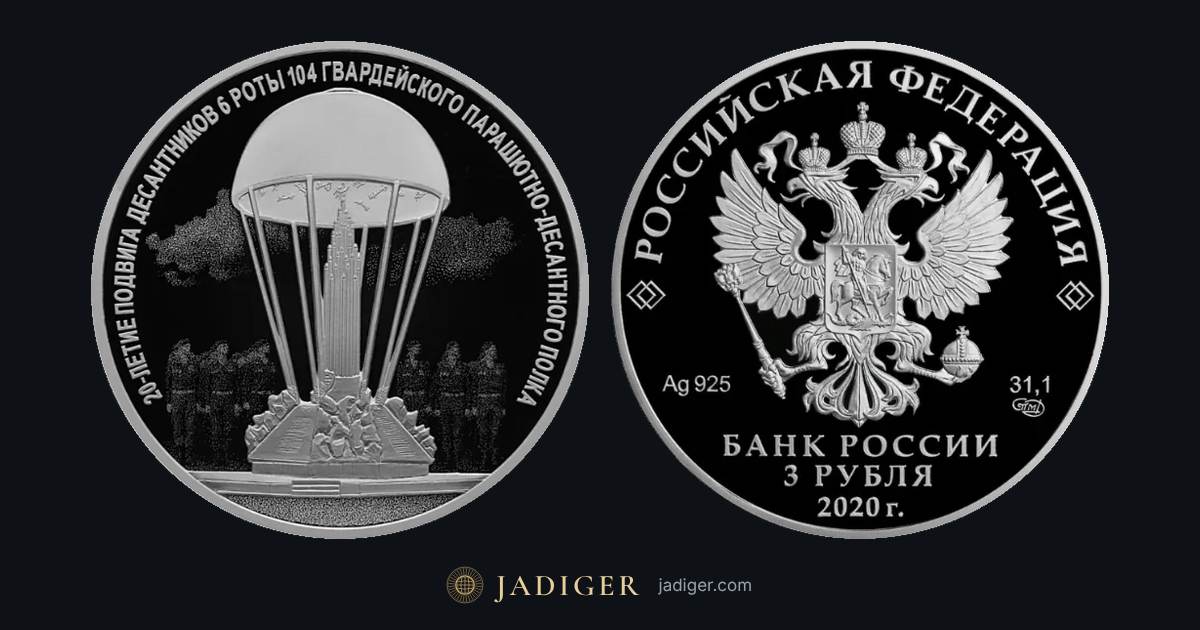 20-ЛЕТИЕ ПОДВИГА ДЕСАНТНИКОВ 6 РОТЫ 104 ГВАРДЕЙСКОГО ПАРАШЮТНО-ДЕСАНТНОГО ПОЛКА
РОССИЙСКАЯ ФЕДЕРАЦИЯ
Ag 925
31,1
БАНК РОССИИ
3 РУБЛЯ
2020 г.
JADIGER jadiger.com